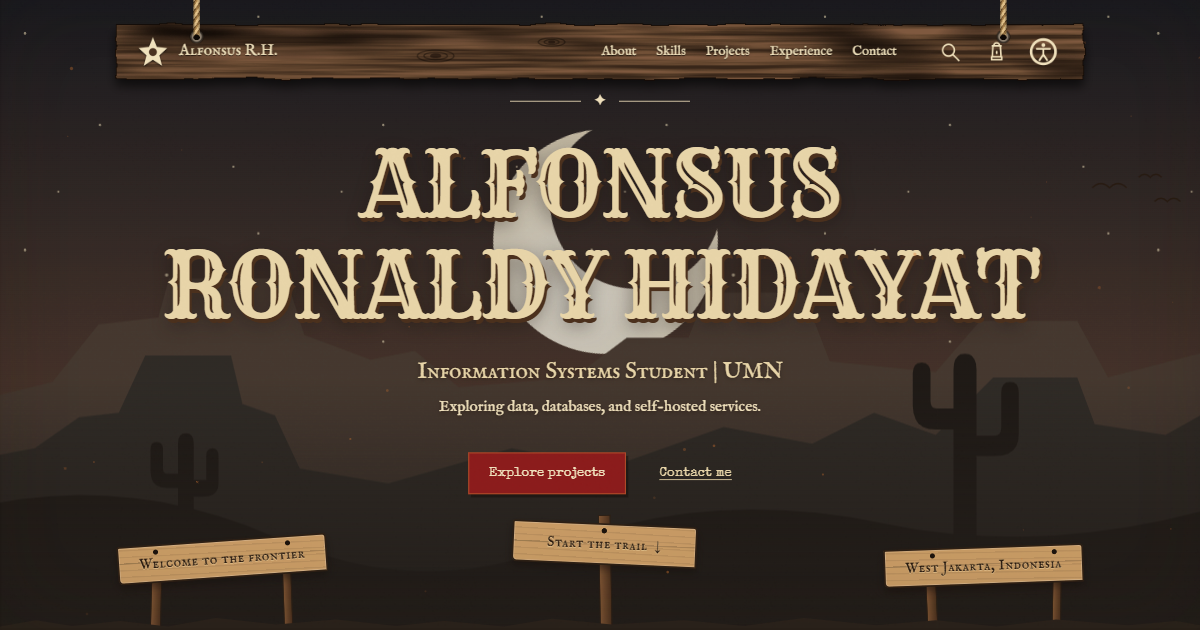 Alfonsus R.H.
About Skills Projects Experience Contact
ALFONSUS
RONALDY HIDAYAT
Information Systems Student | UMN
Exploring data, databases, and self-hosted services.
Explore projects
Contact me
Welcome to the frontier
Start the trail ↓
West Jakarta, Indonesia